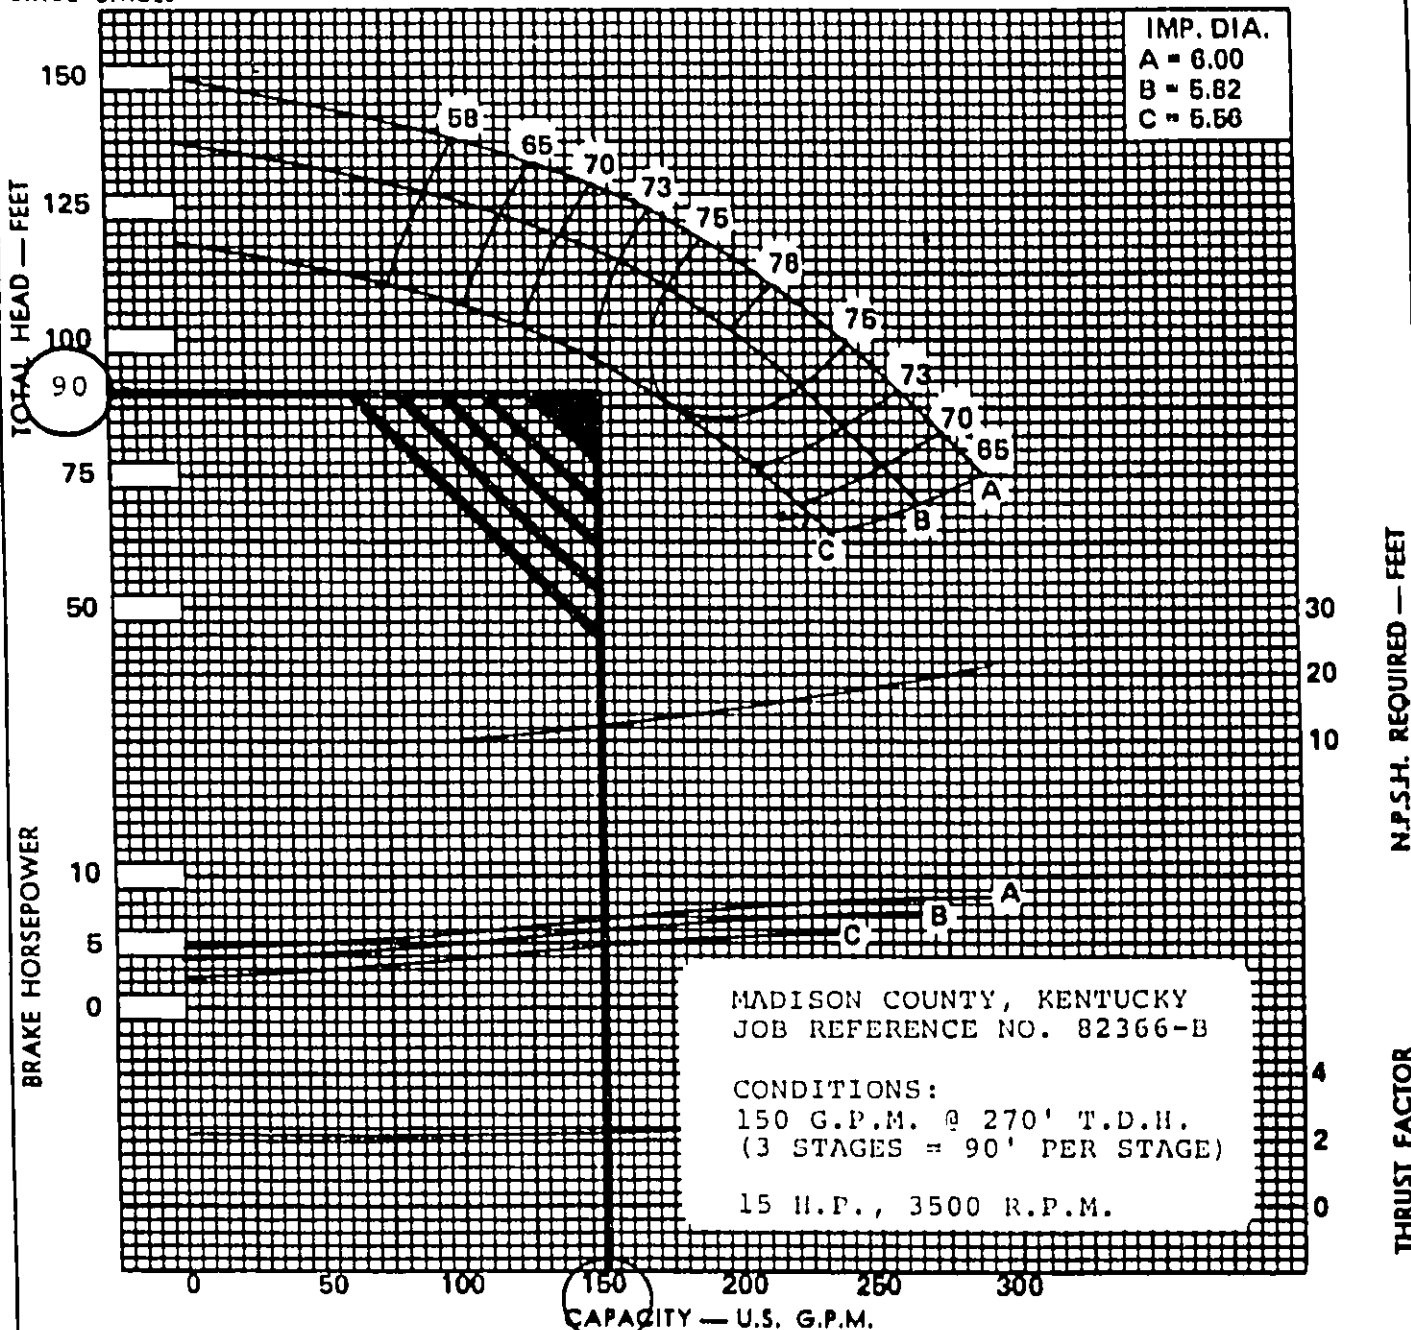 IMP. DIA.
A = 6.00
B = 5.82
C = 5.56
150
125
100
90
75
50
TOTAL HEAD — FEET
58
65
70
73
75
78
75
73
70
65
A
B
C
30
20
10
N.P.S.H. REQUIRED — FEET
10
5
0
BRAKE HORSEPOWER
A
B
C
MADISON COUNTY, KENTUCKY
JOB REFERENCE NO. 82366-B
CONDITIONS:
150 G.P.M. @ 270' T.D.H.
(3 STAGES = 90' PER STAGE)
15 H.P., 3500 R.P.M.
4
2
0
THRUST FACTOR
0 50 100 150 200 250 300
CAPACITY — U.S. G.P.M.